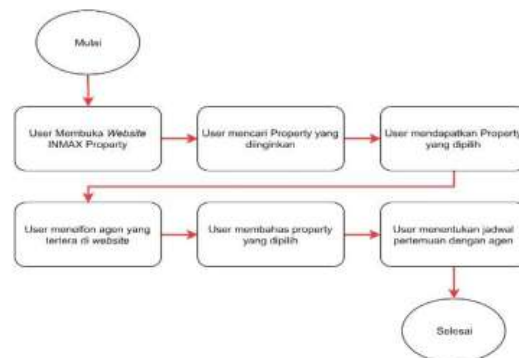 Mulai
User Membuka Website
INMAX Property
User mencari Property yang
diinginkan
User mendapatkan Property
yang dipilih
User menelfon agen yang
tertera di website
User membahas property
yang dipilih
User menentukan jadwal
pertemuan dengan agen
Selesai